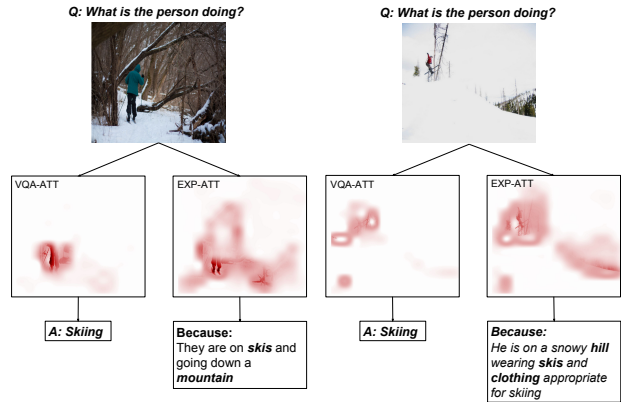 Q: What is the person doing?
Q: What is the person doing?
VQA-ATT
EXP-ATT
VQA-ATT
EXP-ATT
A: Skiing
Because:
They are on skis and
going down a
mountain
A: Skiing
Because:
He is on a snowy hill
wearing skis and
clothing appropriate
for skiing